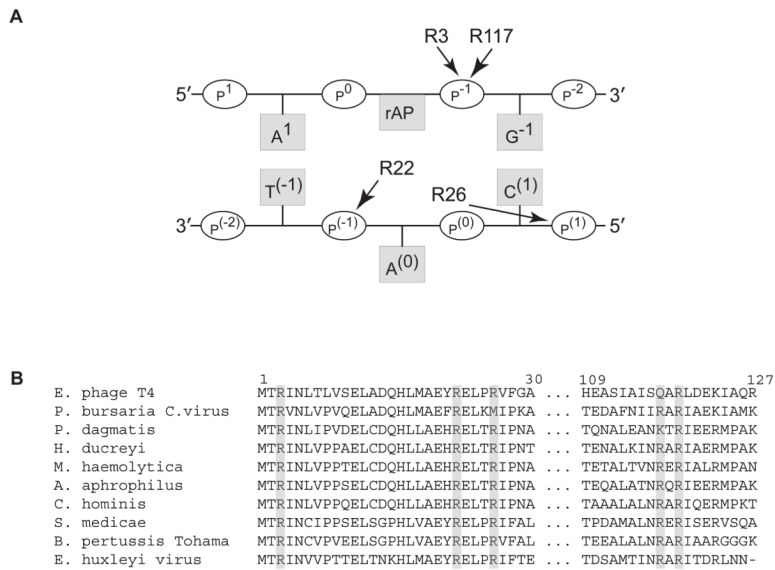 A
R3 R117
5′ P1 P0 rAP P-1 P-2 3′
A1 G-1
T(-1) R22 C(1)
R26
3′ P(-2) P(-1) P(0) P(1) 5′
A(0)
B
1 30 109 127
E. phage T4 MTRINLTLVSELADQHLMAEYRELPRVFGA ... HEASIAISQARLDEKIAQR
P. bursaria C.virus MTRVNLVPVQELADQHLMAEFRELKMIPKA ... TEDAFNIIRARIAEKIAMK
P. dagmatis MTRINLIPVDELCDQHLLAEHRELTRIPNA ... TQNALEANKTRIEERMPAK
H. ducreyi MTRINLVPPAELCDQHLLAEHRELTRIPNT ... TENALKINRARIAERMPAN
M. haemolytica MTRINLVPPTELCDQHLLAEHRELTRIPNA ... TETALTVNRERIALRMPAN
A. aphrophilus MTRINLVPPSELCDQHLLAEHRELTRIPNA ... TEQALATNRQRIEERMPAK
C. hominis MTRINLVPPQELCDQHLLAEHRELTRIPNA ... TAAALALNRARIQERMPKT
S. medicae MTRINCIPPSELSGPHLVAEYRELPRIFAL ... TPDAMALNRERISERVSQA
B. pertussis Tohama MTRINCVPVEELSGPHLVAEYRELPRIFAL ... TEEALALNRARIAARGGGK
E. huxleyi virus MTRINVVPTTELTNKHLMAEYRELPRIFTE ... TDSAMTINRARITDRLNN-